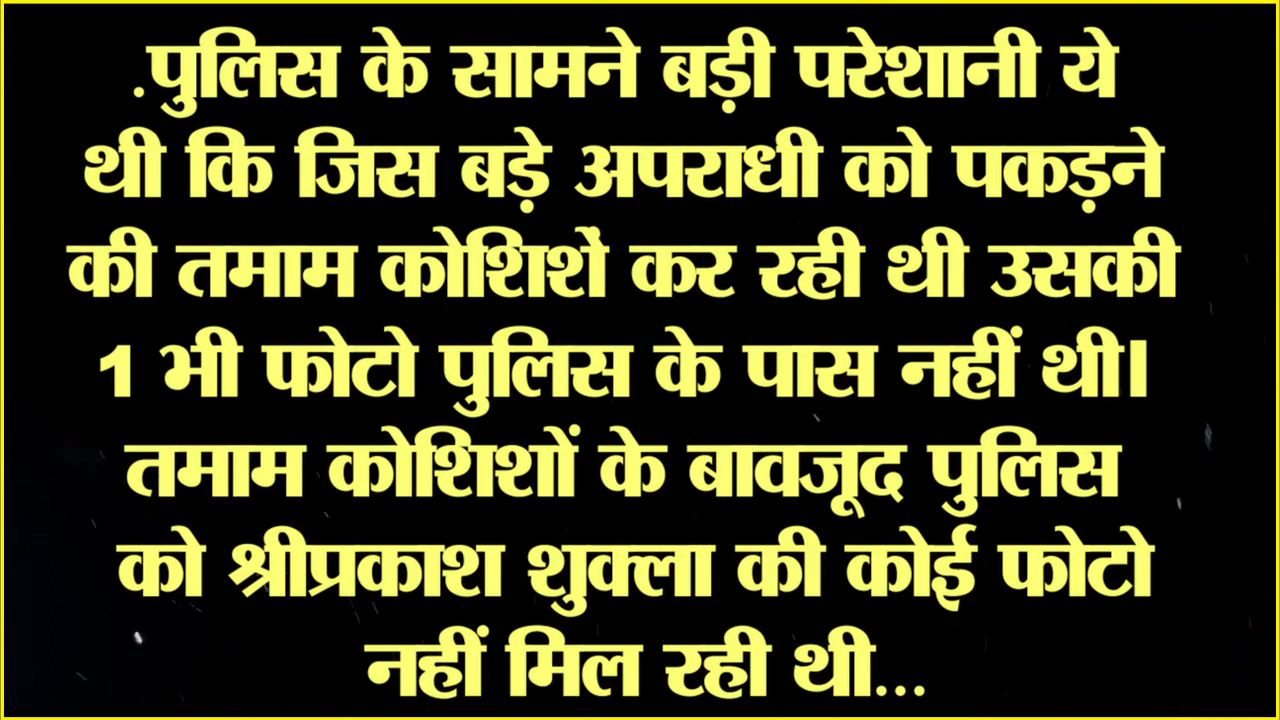 .पुलिस के सामने बड़ी परेशानी ये
थी कि जिस बड़े अपराधी को पकड़ने
की तमाम कोशिशें कर रही थी उसकी
1 भी फोटो पुलिस के पास नहीं थी।
तमाम कोशिशों के बावजूद पुलिस
को श्रीप्रकाश शुक्ला की कोई फोटो
नहीं मिल रही थी...